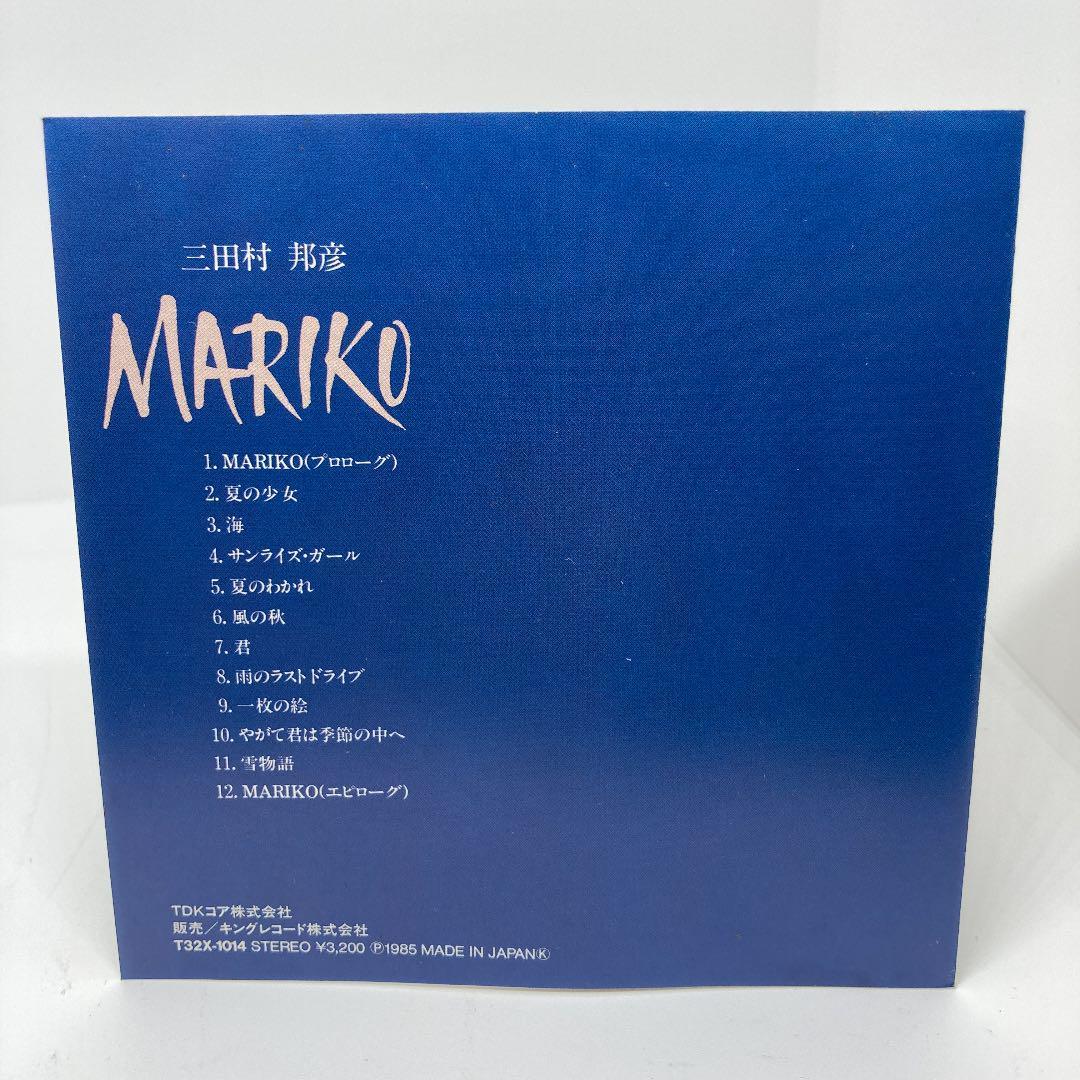 三田村 邦彦
MARIKO
1. MARIKO(プロローグ)
2. 夏の少女
3. 海
4. サンライズ・ガール
5. 夏のわかれ
6. 風の秋
7. 君
8. 雨のラストドライブ
9. 一枚の絵
10. やがて君は季節の中へ
11. 雪物語
12. MARIKO(エピローグ)
TDKコア株式会社
販売／キングレコード株式会社
T32X-1014 STEREO ¥3,200 Ⓟ1985 MADE IN JAPANⓀ